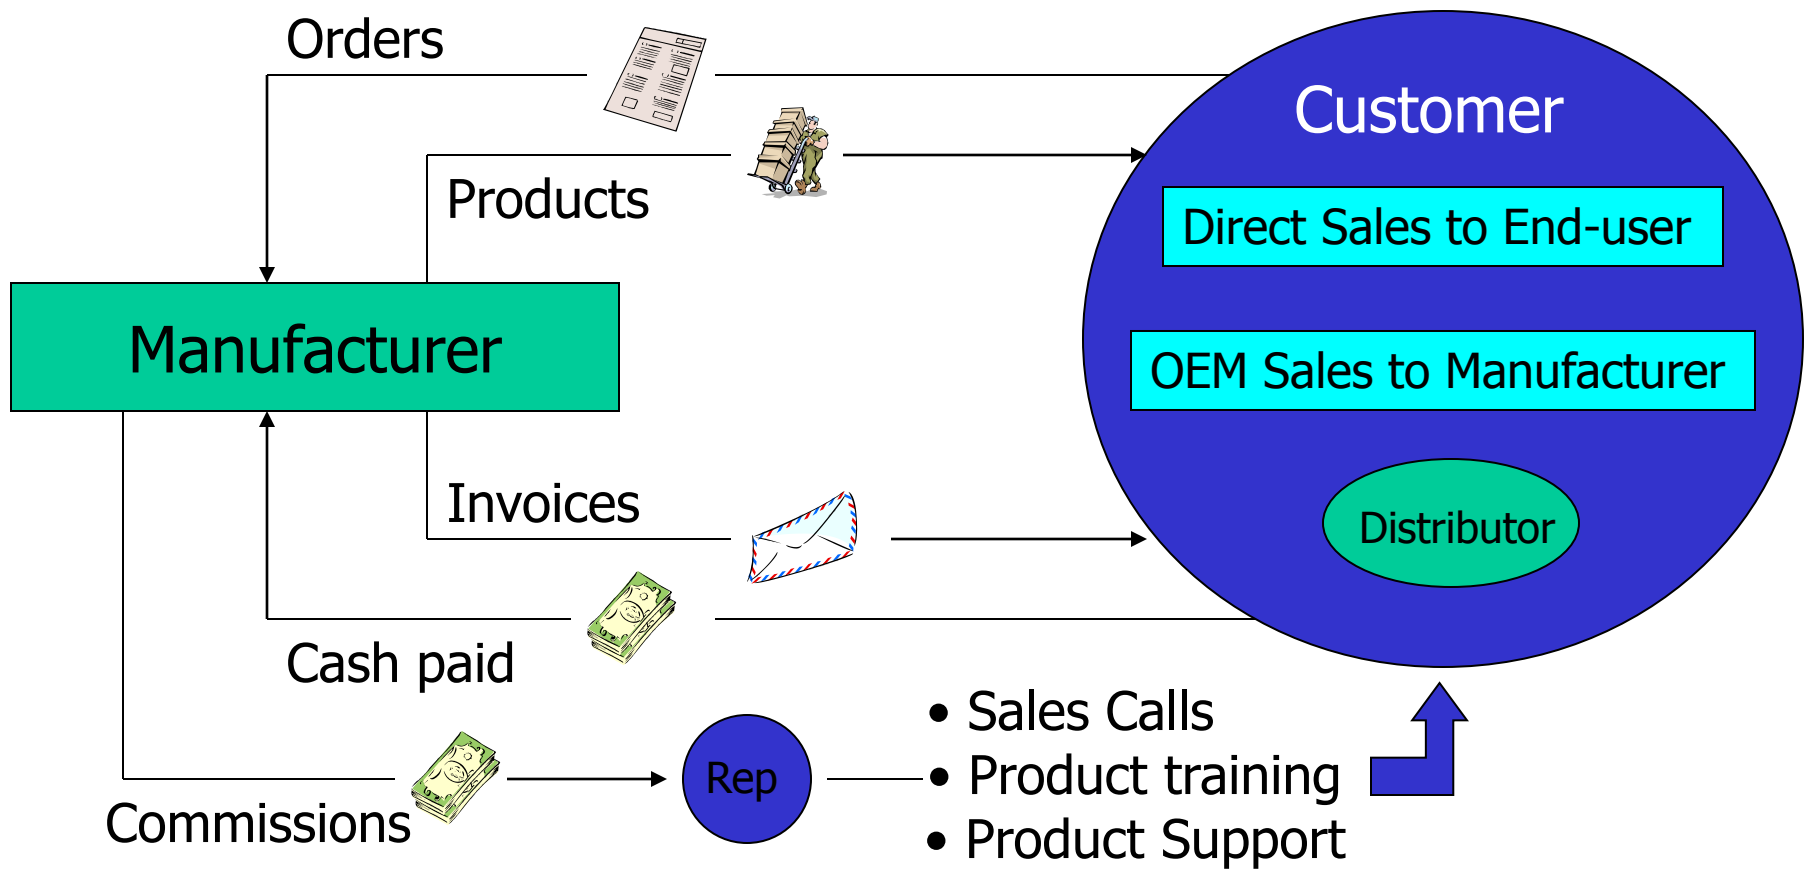 Orders
Customer
Products
Direct Sales to End-user
Manufacturer
OEM Sales to Manufacturer
Invoices
Distributor
Cash paid
• Sales Calls
Rep
• Product training
Commissions
• Product Support